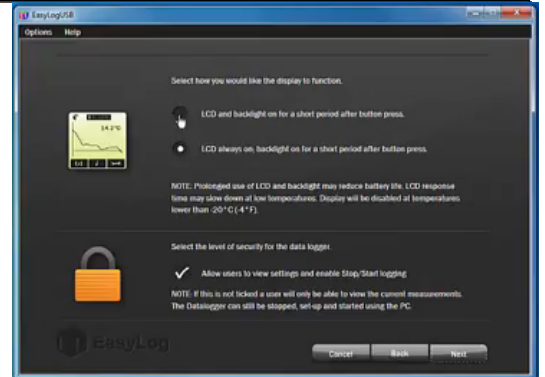 EasyLogUSB
Options Help
Select how you would like the display to function.
LCD and backlight on for a short period after button press.
14.2°C
LCD always on; backlight on for a short period after button press.
NOTE: Prolonged use of LCD and backlight may reduce battery life. LCD response
time may slow down at low temperatures. Display will be disabled at temperatures
lower than -20°C (-4°F).
Select the level of security for the data logger.
Allow users to view settings and enable Stop/Start logging
NOTE: If this is not ticked a user will only be able to view the current measurements.
The Datalogger can still be stopped, set-up and started using the PC.
EasyLog
Cancel Back Next